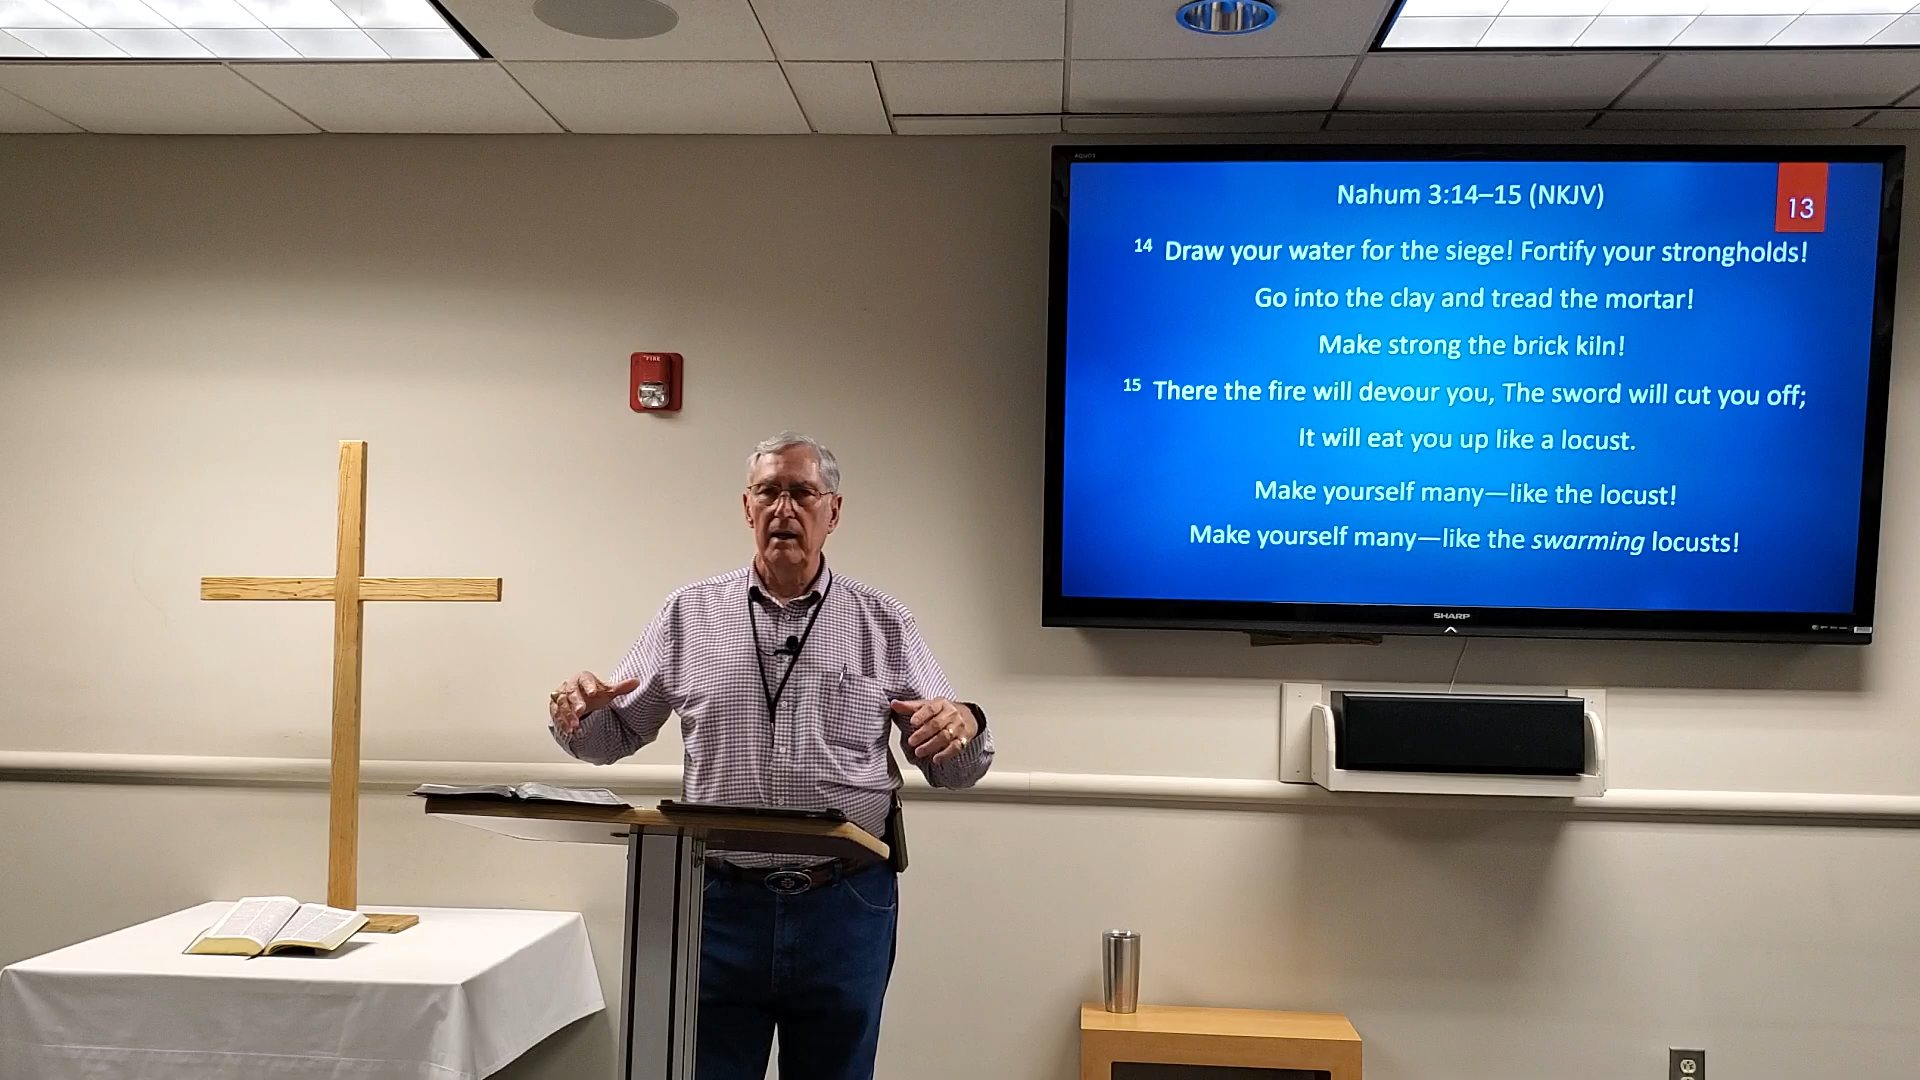 AQUOS
Nahum 3:14–15 (NKJV)
13
14 Draw your water for the siege! Fortify your strongholds!
Go into the clay and tread the mortar!
Make strong the brick kiln!
15 There the fire will devour you, The sword will cut you off;
It will eat you up like a locust.
Make yourself many—like the locust!
Make yourself many—like the swarming locusts!
SHARP
FIRE